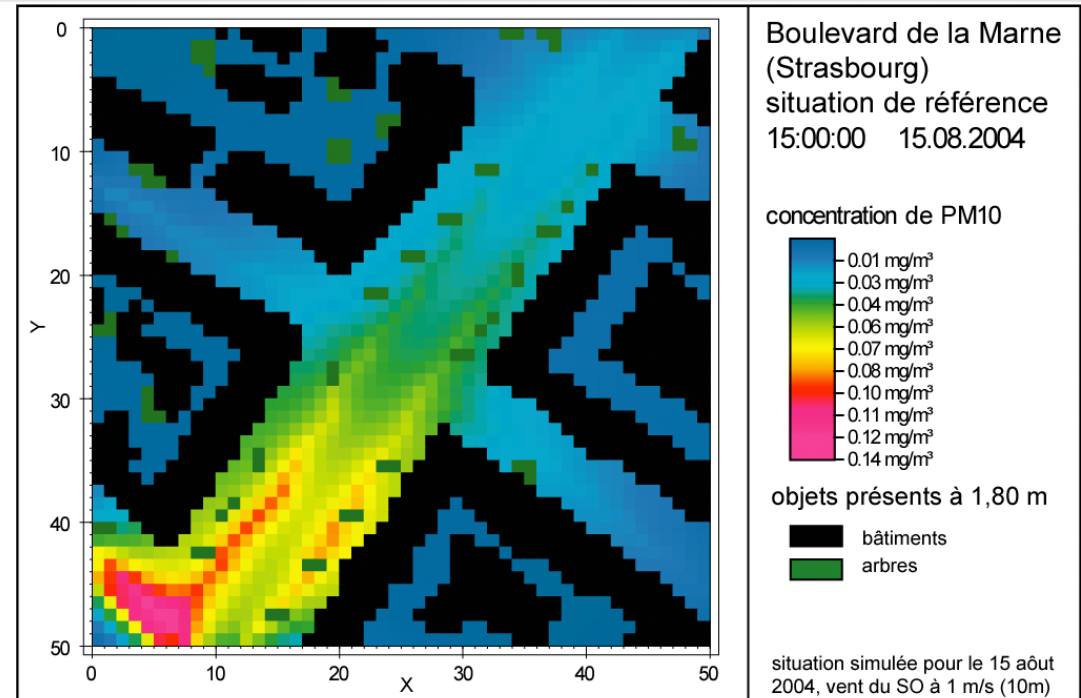 Boulevard de la Marne
(Strasbourg)
situation de référence
15:00:00 15.08.2004
concentration de PM10
0.01 mg/m³
0.03 mg/m³
0.04 mg/m³
0.06 mg/m³
0.07 mg/m³
0.08 mg/m³
0.10 mg/m³
0.11 mg/m³
0.12 mg/m³
0.14 mg/m³
objets présents à 1,80 m
bâtiments
arbres
situation simulée pour le 15 aôut
2004, vent du SO à 1 m/s (10m)
0
10
20
30
40
50
Y
0 10 20 30 40 50
X